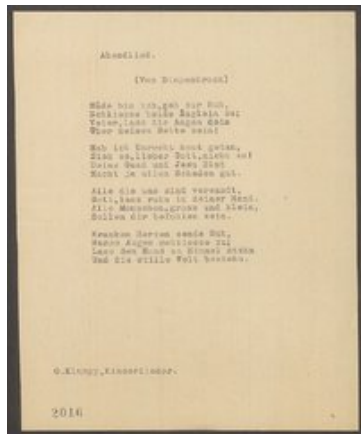 Abendlied.
(Von Diepenbrock)
Müde bin ich, geh zur Ruh,
Schliesse beide Äuglein zu;
Vater, lass die Augen dein
Über meinem Bette sein!
Hab ich Unrecht heut getan,
Sieh es, lieber Gott, nicht an!
Deine Gnad und Jesu Blut
Macht ja allen Schaden gut.
Alle die uns sind verwandt,
Gott, lass ruhn in deiner Hand.
Alle Menschen, gross und klein,
Sollen dir befohlen sein.
Kranken Herzen sende Ruh,
Nasse Augen schliesse zu;
Lass den Mond am Himmel stehn
Und die stille Welt besehn.
G. Klampp, Kinderlieder.
2016